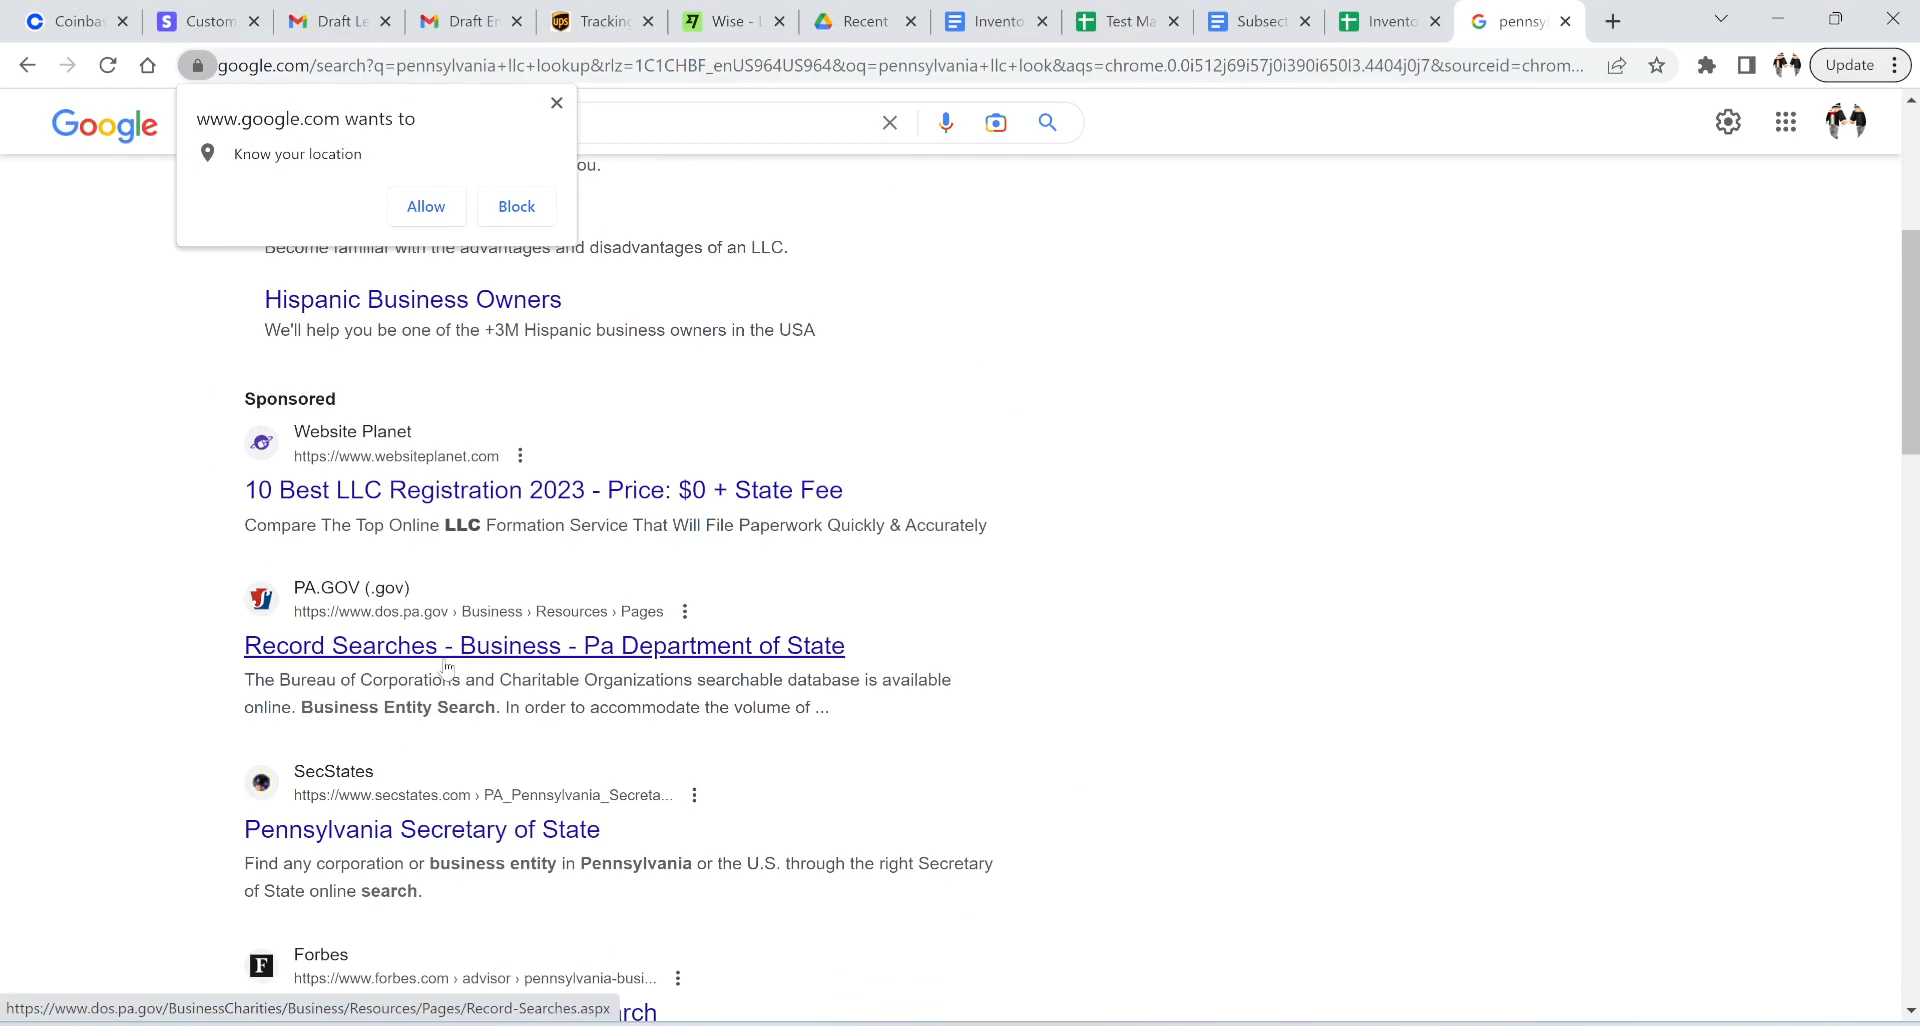 Coinba
Custom
Draft Le
Draft Em
ups
Tracking
Wise -
Recent
Invento
Test Ma
Subsect
Invento
pennsy
google.com/search?q=pennsylvania+llc+lookup&rlz=1C1CHBF_enUS964US964&oq=pennsylvania+llc+look&aqs=chrome.0.0i512j69i57j0i390i650l3.4404j0j7&sourceid=chrom...
Update
Google
www.google.com wants to
Know your location
Allow
Block
ou.
Become familiar with the advantages and disadvantages of an LLC.
Hispanic Business Owners
We'll help you be one of the +3M Hispanic business owners in the USA
Sponsored
Website Planet
https://www.websiteplanet.com
10 Best LLC Registration 2023 - Price: $0 + State Fee
Compare The Top Online LLC Formation Service That Will File Paperwork Quickly & Accurately
PA.GOV (.gov)
https://www.dos.pa.gov › Business › Resources › Pages
Record Searches - Business - Pa Department of State
The Bureau of Corporations and Charitable Organizations searchable database is available
online. Business Entity Search. In order to accommodate the volume of ...
SecStates
https://www.secstates.com › PA_Pennsylvania_Secreta...
Pennsylvania Secretary of State
Find any corporation or business entity in Pennsylvania or the U.S. through the right Secretary
of State online search.
Forbes
https://www.forbes.com › advisor › pennsylvania-busi...
https://www.dos.pa.gov/BusinessCharities/Business/Resources/Pages/Record-Searches.aspx
rch